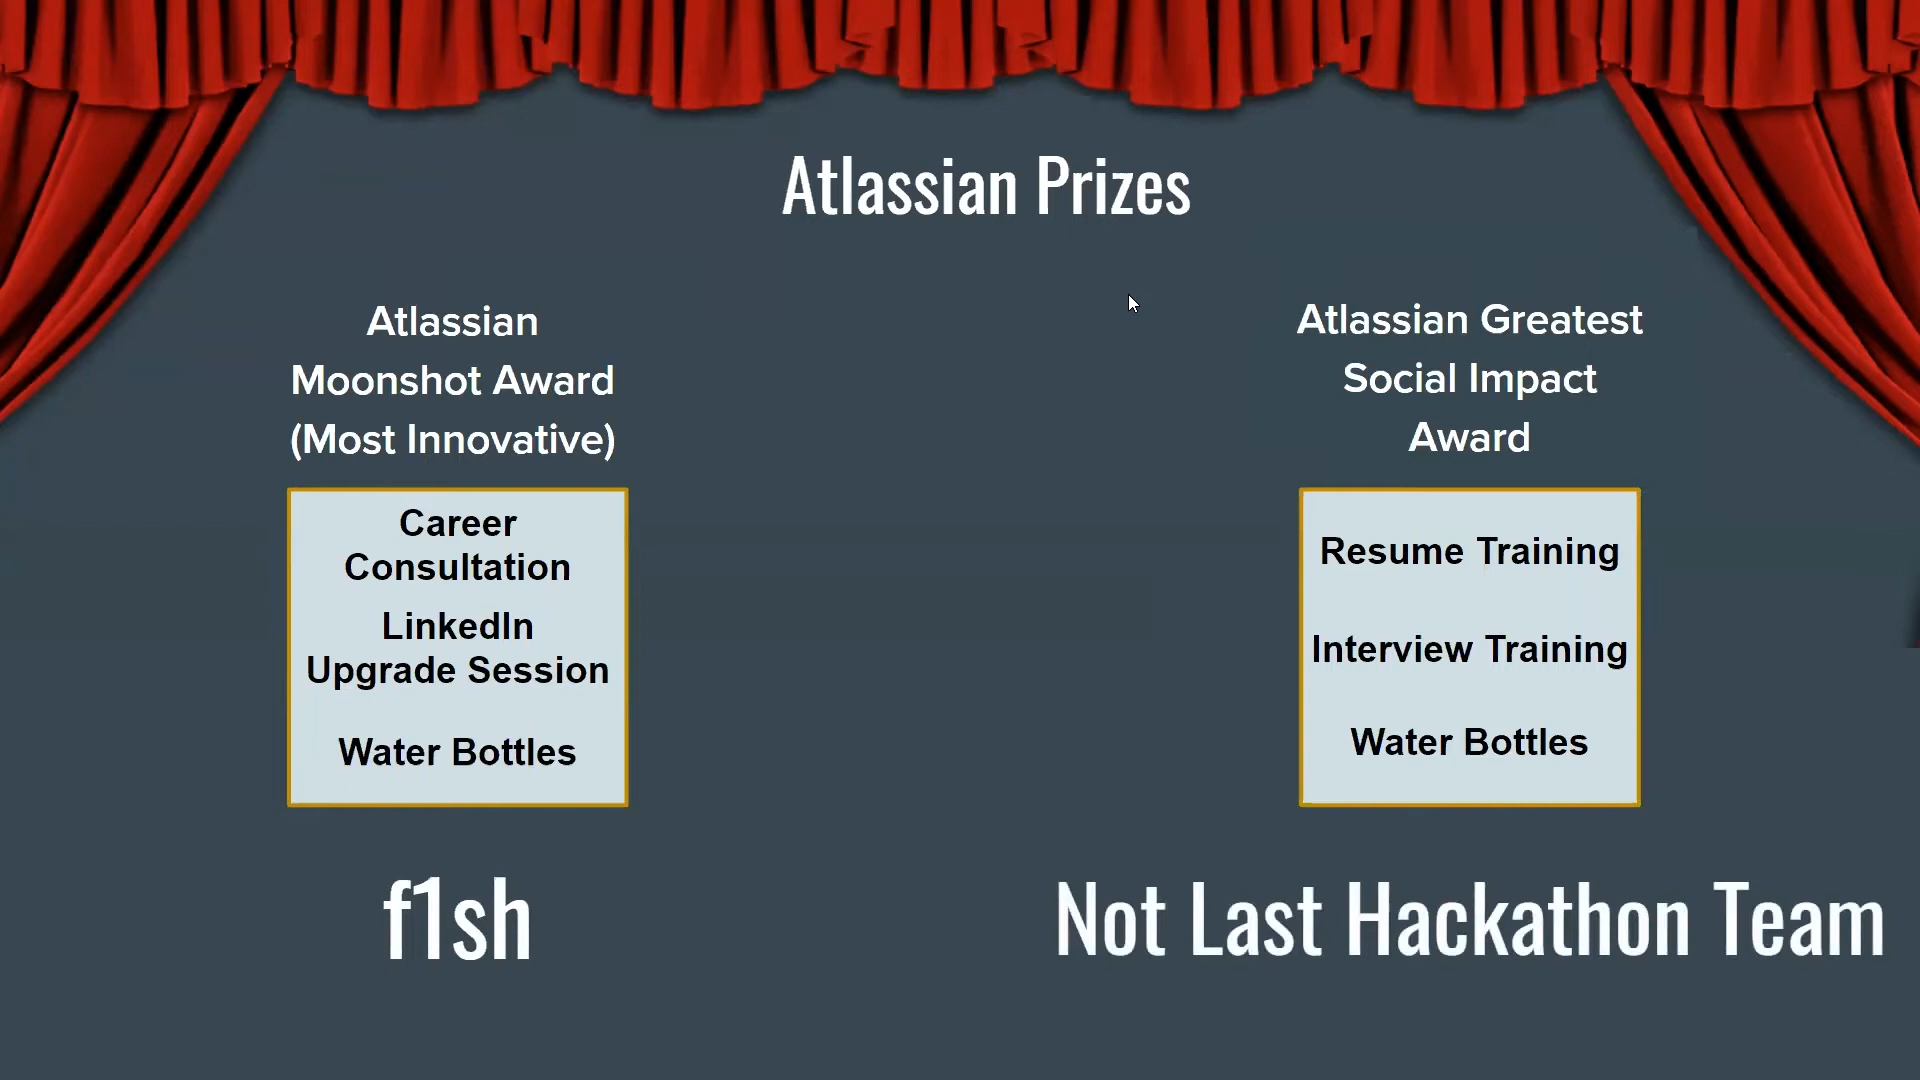 Atlassian Prizes
Atlassian
Moonshot Award
(Most Innovative)
Career
Consultation
LinkedIn
Upgrade Session
Water Bottles
f1sh
Atlassian Greatest
Social Impact
Award
Resume Training
Interview Training
Water Bottles
Not Last Hackathon Team